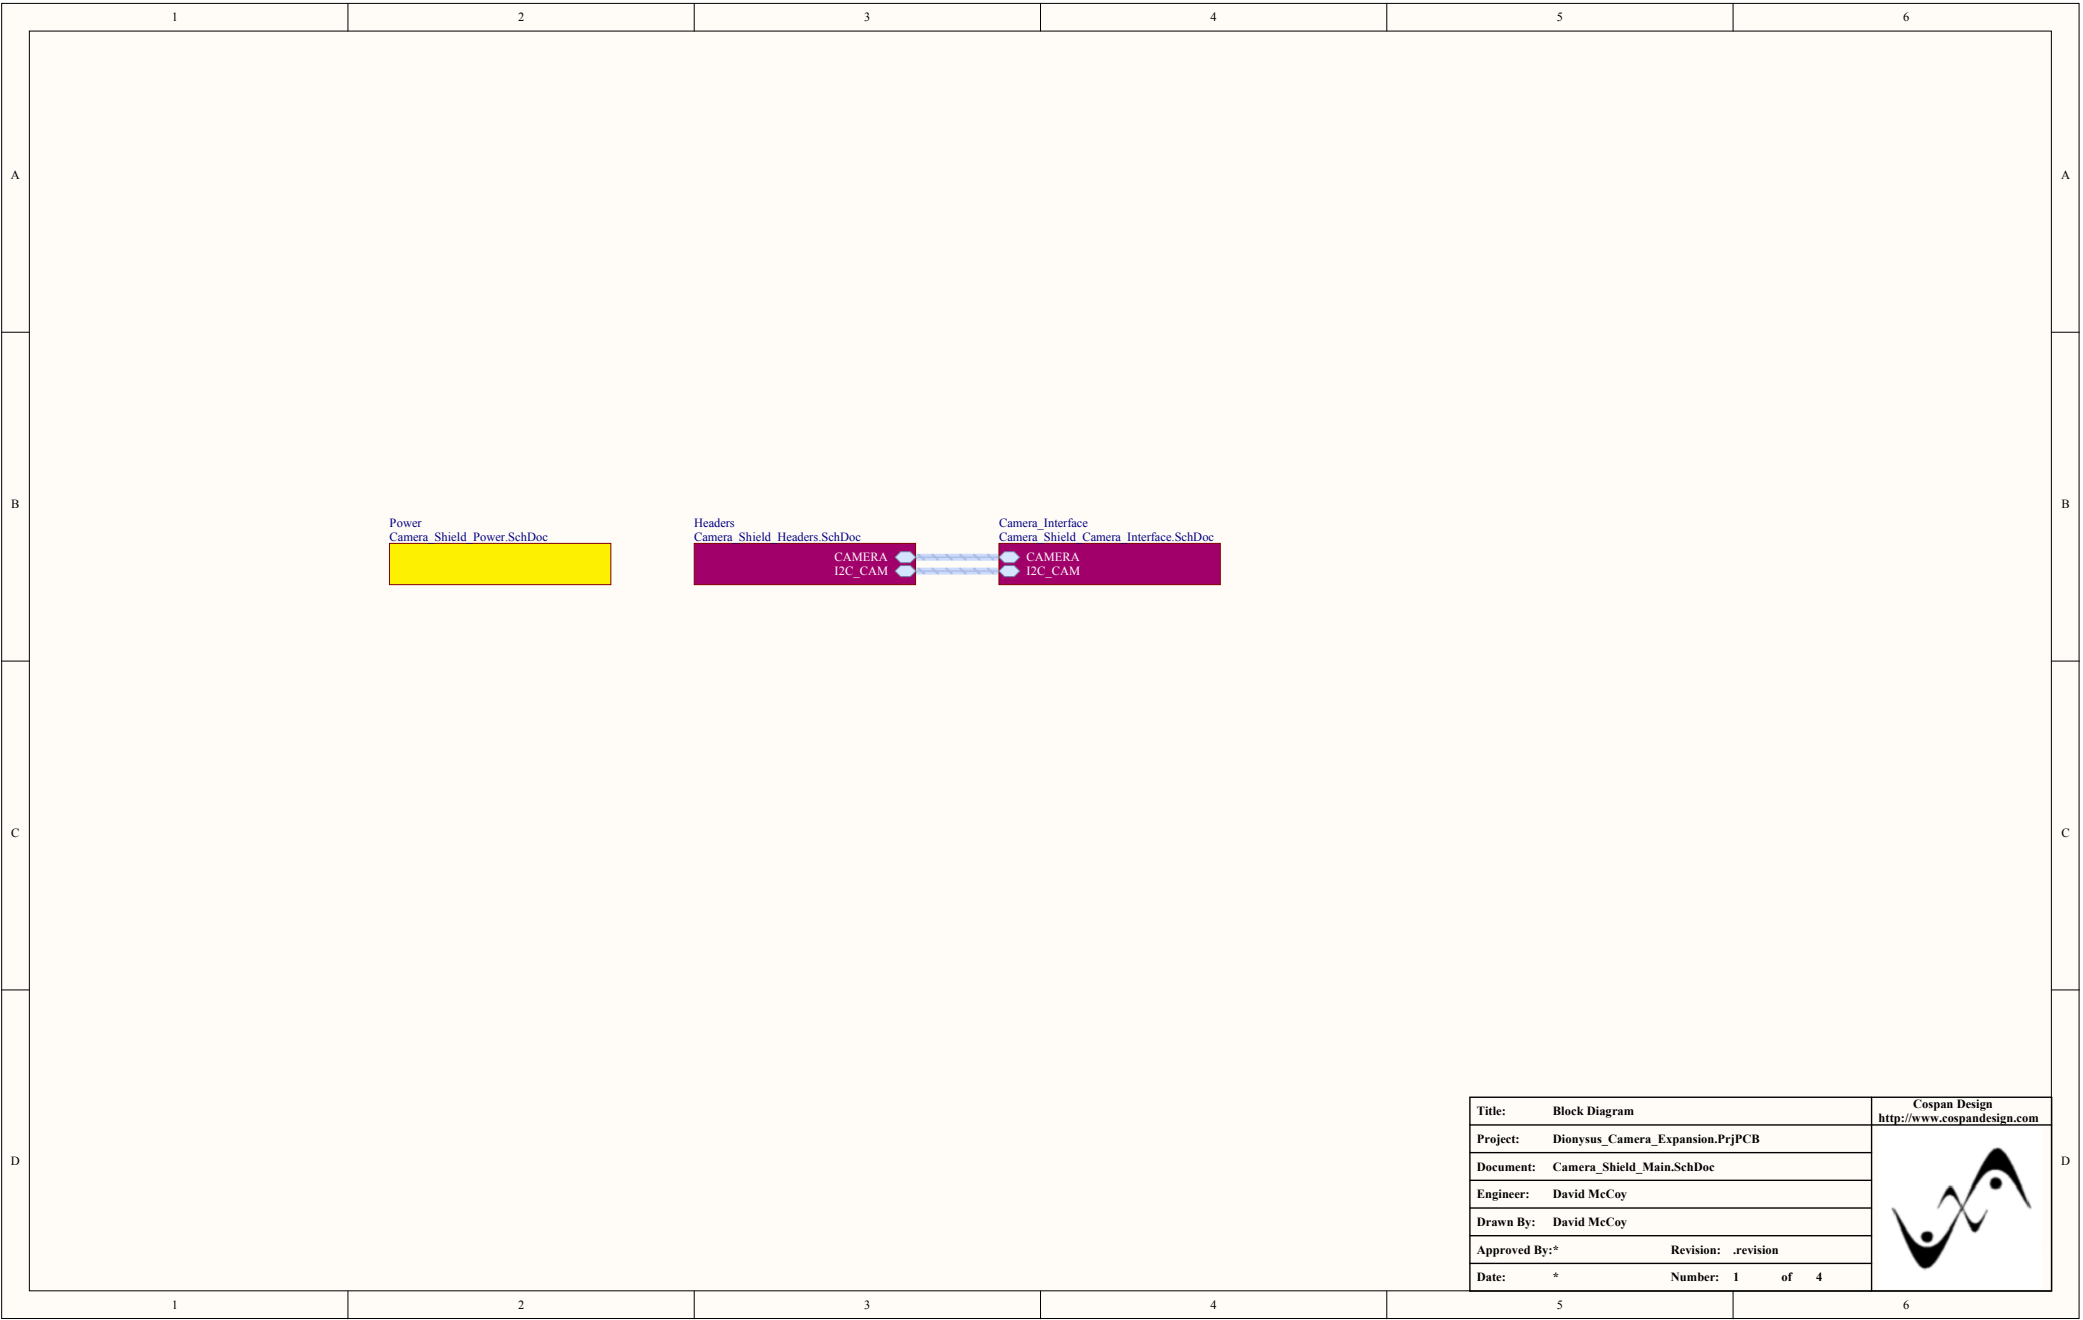 1 2 3 4 5 6
A A
B B
Power
Camera_Shield_Power.SchDoc
Headers
Camera_Shield_Headers.SchDoc
CAMERA
I2C_CAM
Camera_Interface
Camera_Shield_Camera_Interface.SchDoc
CAMERA
I2C_CAM
C C
D D
Title: Block Diagram
Project: Dionysus_Camera_Expansion.PrjPCB
Document: Camera_Shield_Main.SchDoc
Engineer: David McCoy
Drawn By: David McCoy
Approved By:* Revision: .revision
Date: * Number: 1 of 4
Cospan Design
http://www.cospandesign.com
1 2 3 4 5 6